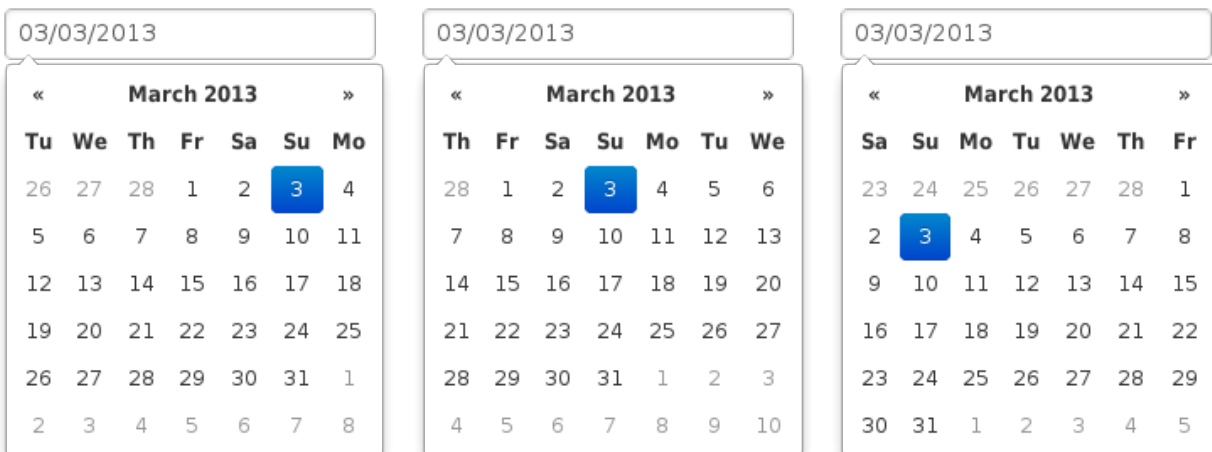 03/03/2013
« March 2013 »
Tu We Th Fr Sa Su Mo
26 27 28 1 2 3 4
5 6 7 8 9 10 11
12 13 14 15 16 17 18
19 20 21 22 23 24 25
26 27 28 29 30 31 1
2 3 4 5 6 7 8
03/03/2013
« March 2013 »
Th Fr Sa Su Mo Tu We
28 1 2 3 4 5 6
7 8 9 10 11 12 13
14 15 16 17 18 19 20
21 22 23 24 25 26 27
28 29 30 31 1 2 3
4 5 6 7 8 9 10
03/03/2013
« March 2013 »
Sa Su Mo Tu We Th Fr
23 24 25 26 27 28 1
2 3 4 5 6 7 8
9 10 11 12 13 14 15
16 17 18 19 20 21 22
23 24 25 26 27 28 29
30 31 1 2 3 4 5